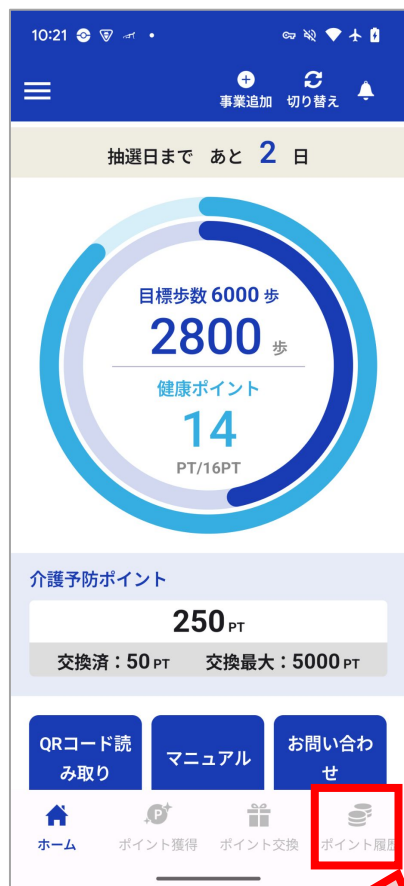 10:21
事業追加 切り替え
抽選日まで あと 2 日
目標歩数 6000 歩
2800 歩
健康ポイント
14
PT/16PT
介護予防ポイント
250 PT
交換済：50 PT 交換最大：5000 PT
QRコード読み取り
マニュアル
お問い合わせ
ホーム ポイント獲得 ポイント交換 ポイント履歴